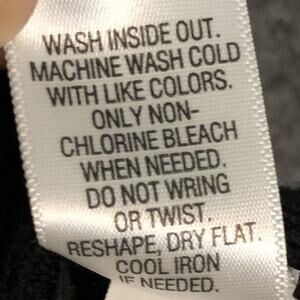 WASH INSIDE OUT.
MACHINE WASH COLD
WITH LIKE COLORS.
ONLY NON-
CHLORINE BLEACH
WHEN NEEDED.
DO NOT WRING
OR TWIST.
RESHAPE, DRY FLAT.
COOL IRON
IF NEEDED.